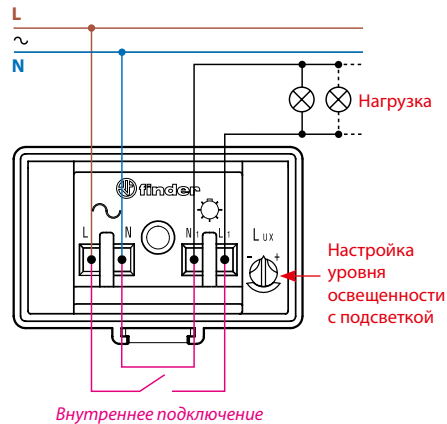 L
~
N
Нагрузка
finder
L N N1 L1
LUX
- +
Настройка
уровня
освещенности
с подсветкой
Внутреннее подключение